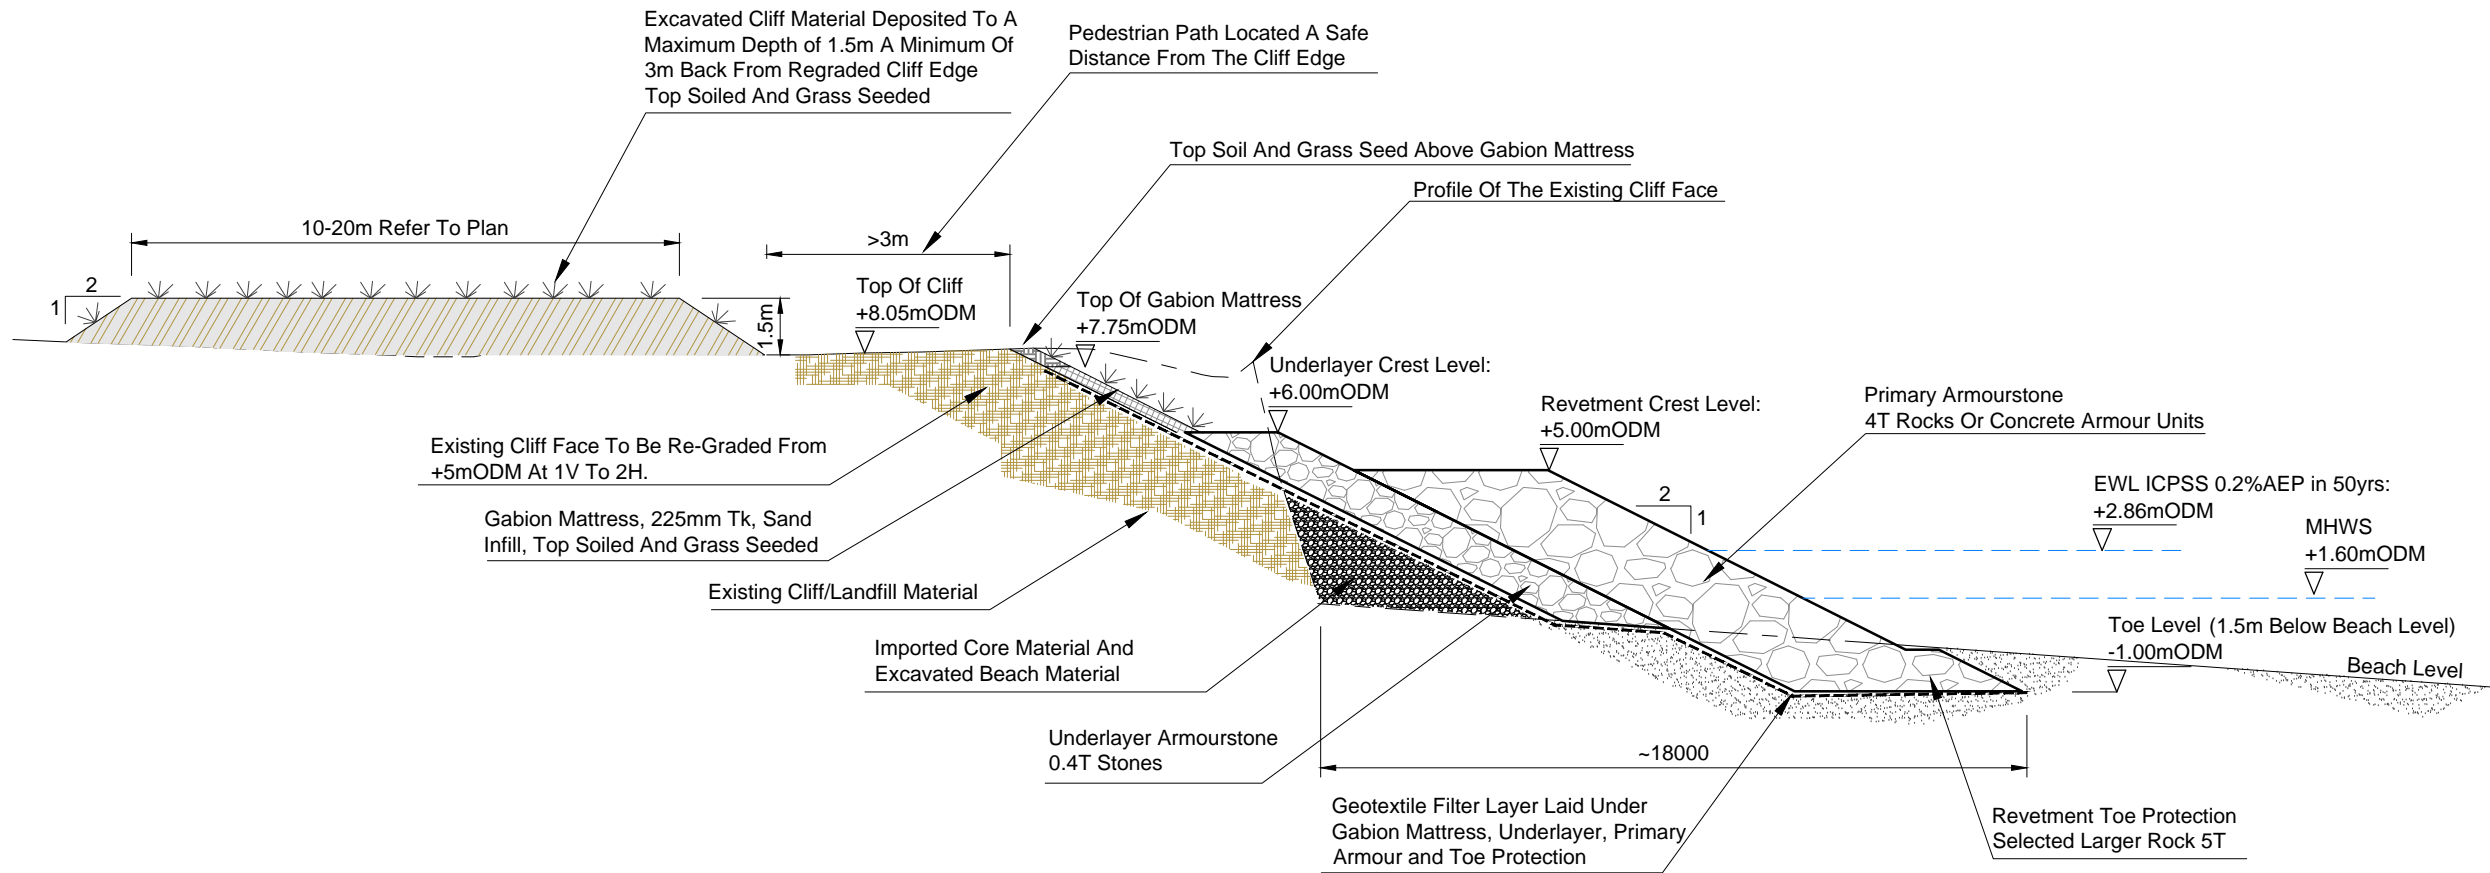 Excavated Cliff Material Deposited To A
Maximum Depth of 1.5m A Minimum Of
3m Back From Regraded Cliff Edge
Top Soiled And Grass Seeded
Pedestrian Path Located A Safe
Distance From The Cliff Edge
Top Soil And Grass Seed Above Gabion Mattress
Profile Of The Existing Cliff Face
10-20m Refer To Plan
>3m
2
1
1.5m
Top Of Cliff
+8.05mODM
Top Of Gabion Mattress
+7.75mODM
Underlayer Crest Level:
+6.00mODM
Revetment Crest Level:
+5.00mODM
Primary Armourstone
4T Rocks Or Concrete Armour Units
2
1
EWL ICPSS 0.2%AEP in 50yrs:
+2.86mODM
MHWS
+1.60mODM
Existing Cliff Face To Be Re-Graded From
+5mODM At 1V To 2H.
Gabion Mattress, 225mm Tk, Sand
Infill, Top Soiled And Grass Seeded
Existing Cliff/Landfill Material
Imported Core Material And
Excavated Beach Material
Toe Level (1.5m Below Beach Level)
-1.00mODM
Beach Level
Underlayer Armourstone
0.4T Stones
~18000
Geotextile Filter Layer Laid Under
Gabion Mattress, Underlayer, Primary
Armour and Toe Protection
Revetment Toe Protection
Selected Larger Rock 5T